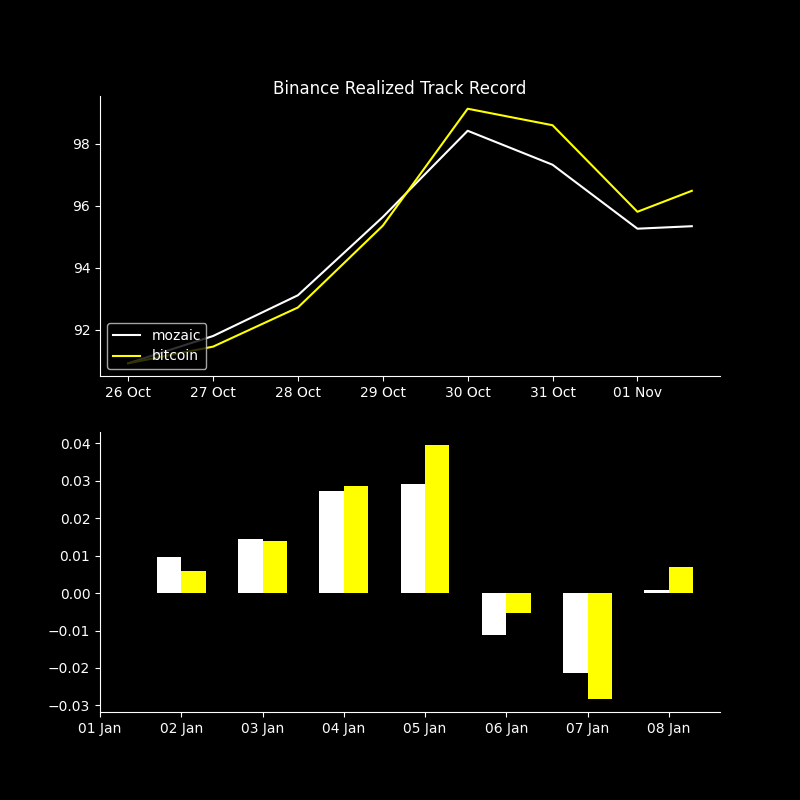 Binance Realized Track Record
98
96
94
92
mozaic
bitcoin
26 Oct 27 Oct 28 Oct 29 Oct 30 Oct 31 Oct 01 Nov
0.04
0.03
0.02
0.01
0.00
−0.01
−0.02
−0.03
01 Jan 02 Jan 03 Jan 04 Jan 05 Jan 06 Jan 07 Jan 08 Jan